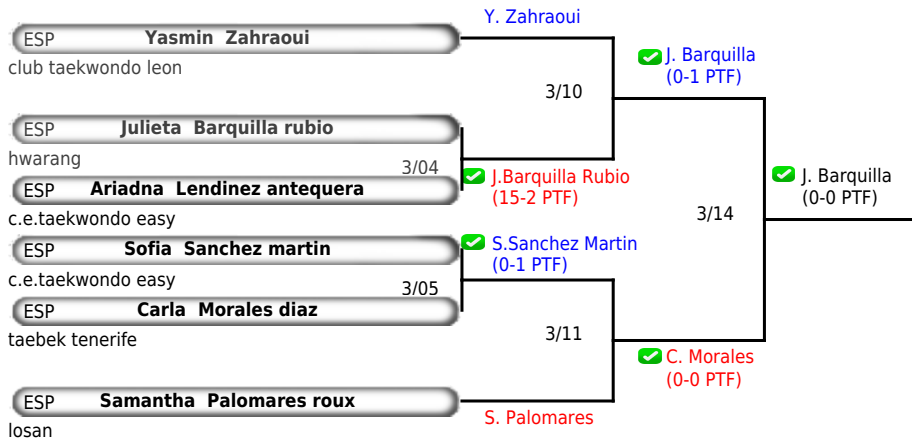 Y. Zahraoui
ESP Yasmin Zahraoui
club taekwondo leon
J. Barquilla
(0-1 PTF)
3/10
ESP Julieta Barquilla rubio
hwarang
3/04
J.Barquilla Rubio
(15-2 PTF)
ESP Ariadna Lendinez antequera
c.e.taekwondo easy
J. Barquilla
(0-0 PTF)
3/14
ESP Sofia Sanchez martin
c.e.taekwondo easy
S.Sanchez Martin
(0-1 PTF)
3/05
ESP Carla Morales diaz
taebek tenerife
3/11
C. Morales
(0-0 PTF)
ESP Samantha Palomares roux
losan
S. Palomares